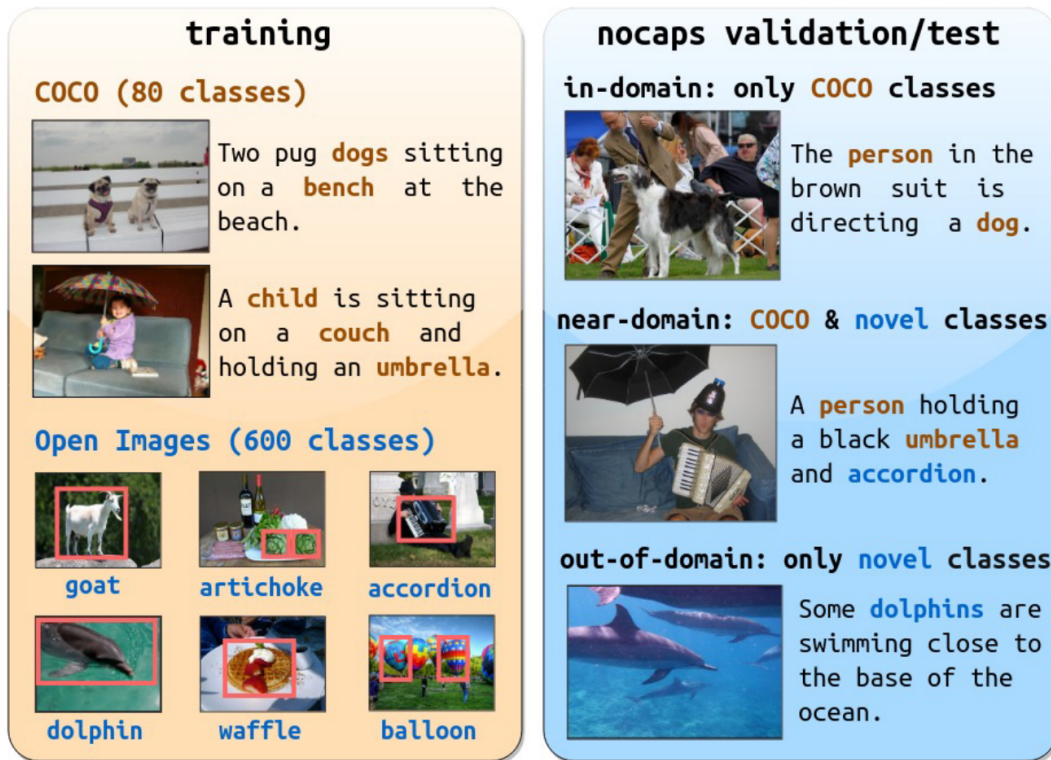 training
COCO (80 classes)
Two pug dogs sitting
on a bench at the
beach.
A child is sitting
on a couch and
holding an umbrella.
Open Images (600 classes)
goat
artichoke
accordion
dolphin
waffle
balloon
nocaps validation/test
in-domain: only COCO classes
The person in the
brown suit is
directing a dog.
near-domain: COCO & novel classes
A person holding
a black umbrella
and accordion.
out-of-domain: only novel classes
Some dolphins are
swimming close to
the base of the
ocean.